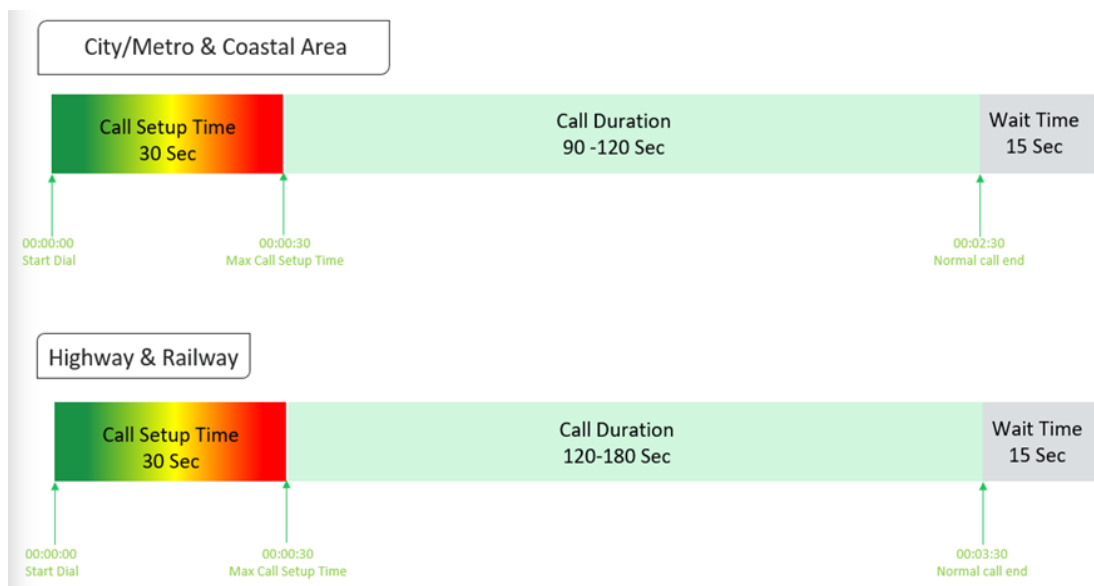 City/Metro & Coastal Area
Call Setup Time
30 Sec
Call Duration
90 -120 Sec
Wait Time
15 Sec
00:00:00
Start Dial
00:00:30
Max Call Setup Time
00:02:30
Normal call end
Highway & Railway
Call Setup Time
30 Sec
Call Duration
120-180 Sec
Wait Time
15 Sec
00:00:00
Start Dial
00:00:30
Max Call Setup Time
00:03:30
Normal call end